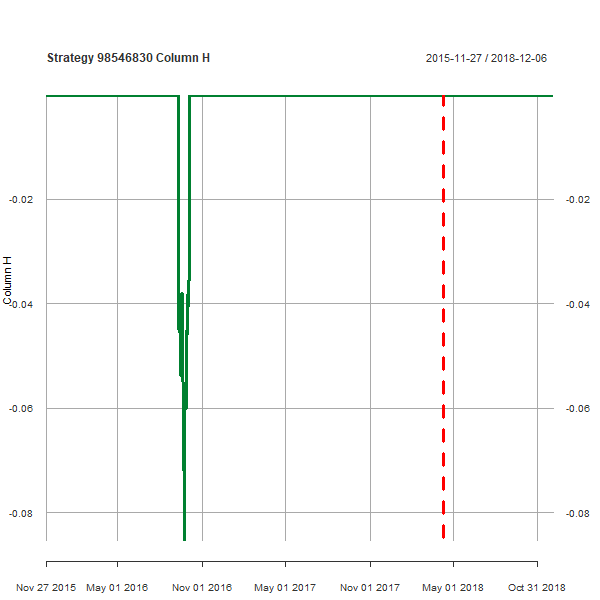 Strategy 98546830 Column H 2015-11-27 / 2018-12-06
-0.02 -0.02
Column H
-0.04 -0.04
-0.06 -0.06
-0.08 -0.08
Nov 27 2015 May 01 2016 Nov 01 2016 May 01 2017 Nov 01 2017 May 01 2018 Oct 31 2018